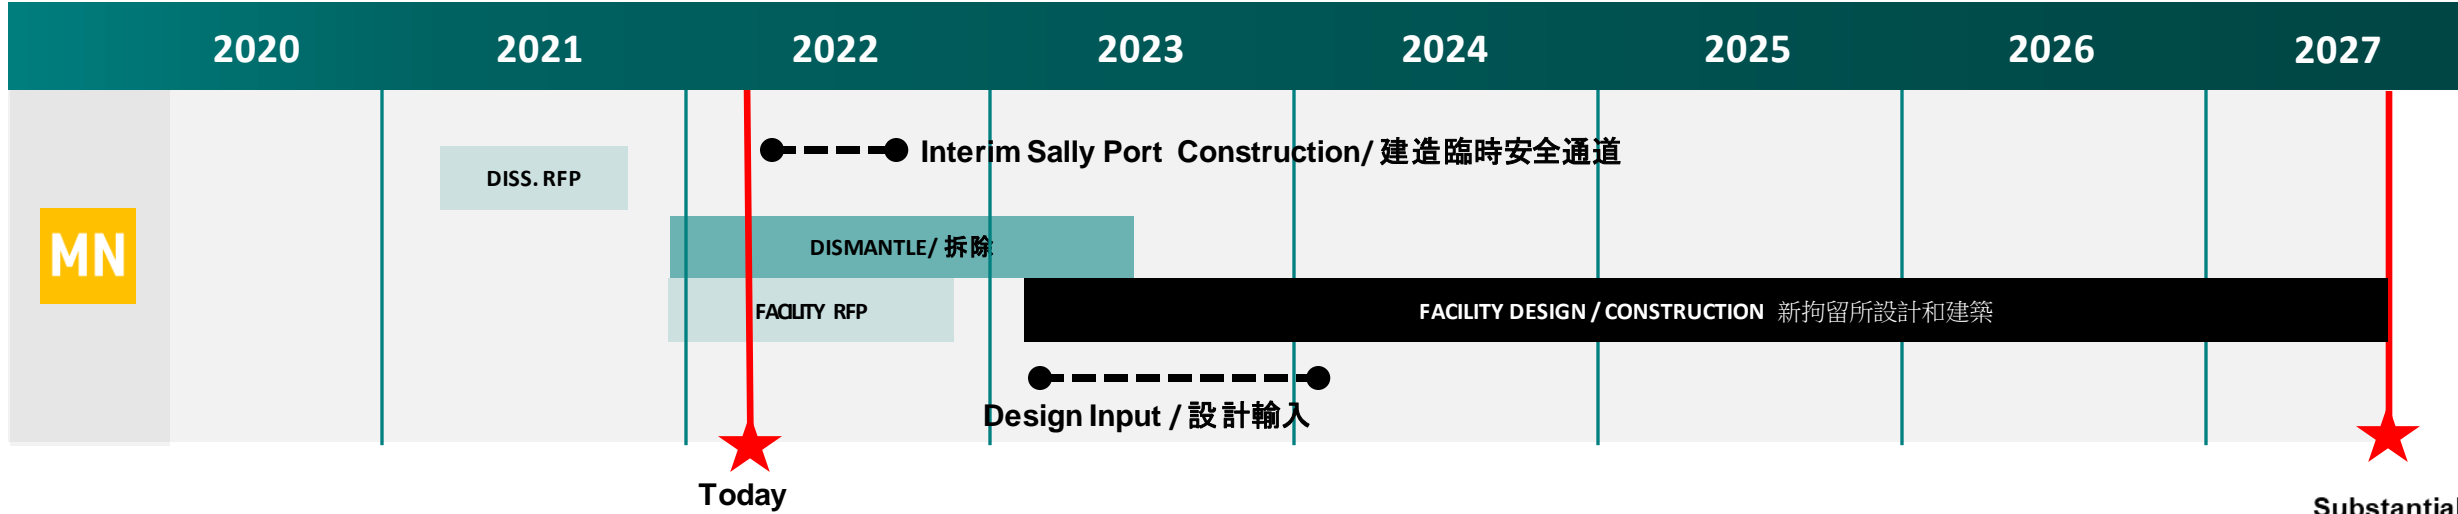 2020 2021 2022 2023 2024 2025 2026 2027
Interim Sally Port Construction/ 建造臨時安全通道
DISS. RFP
MN
DISMANTLE/ 拆除
FACILITY RFP
FACILITY DESIGN / CONSTRUCTION 新拘留所設計和建築
Design Input / 設計輸入
Today
Substantial